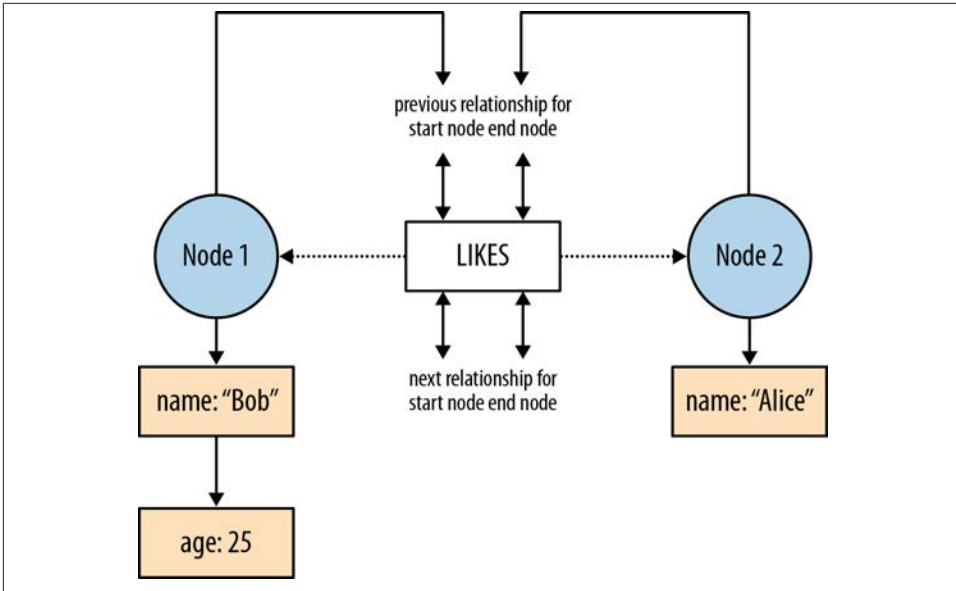 previous relationship for
start node end node
Node 1
LIKES
Node 2
next relationship for
start node end node
name: “Bob”
name: “Alice”
age: 25